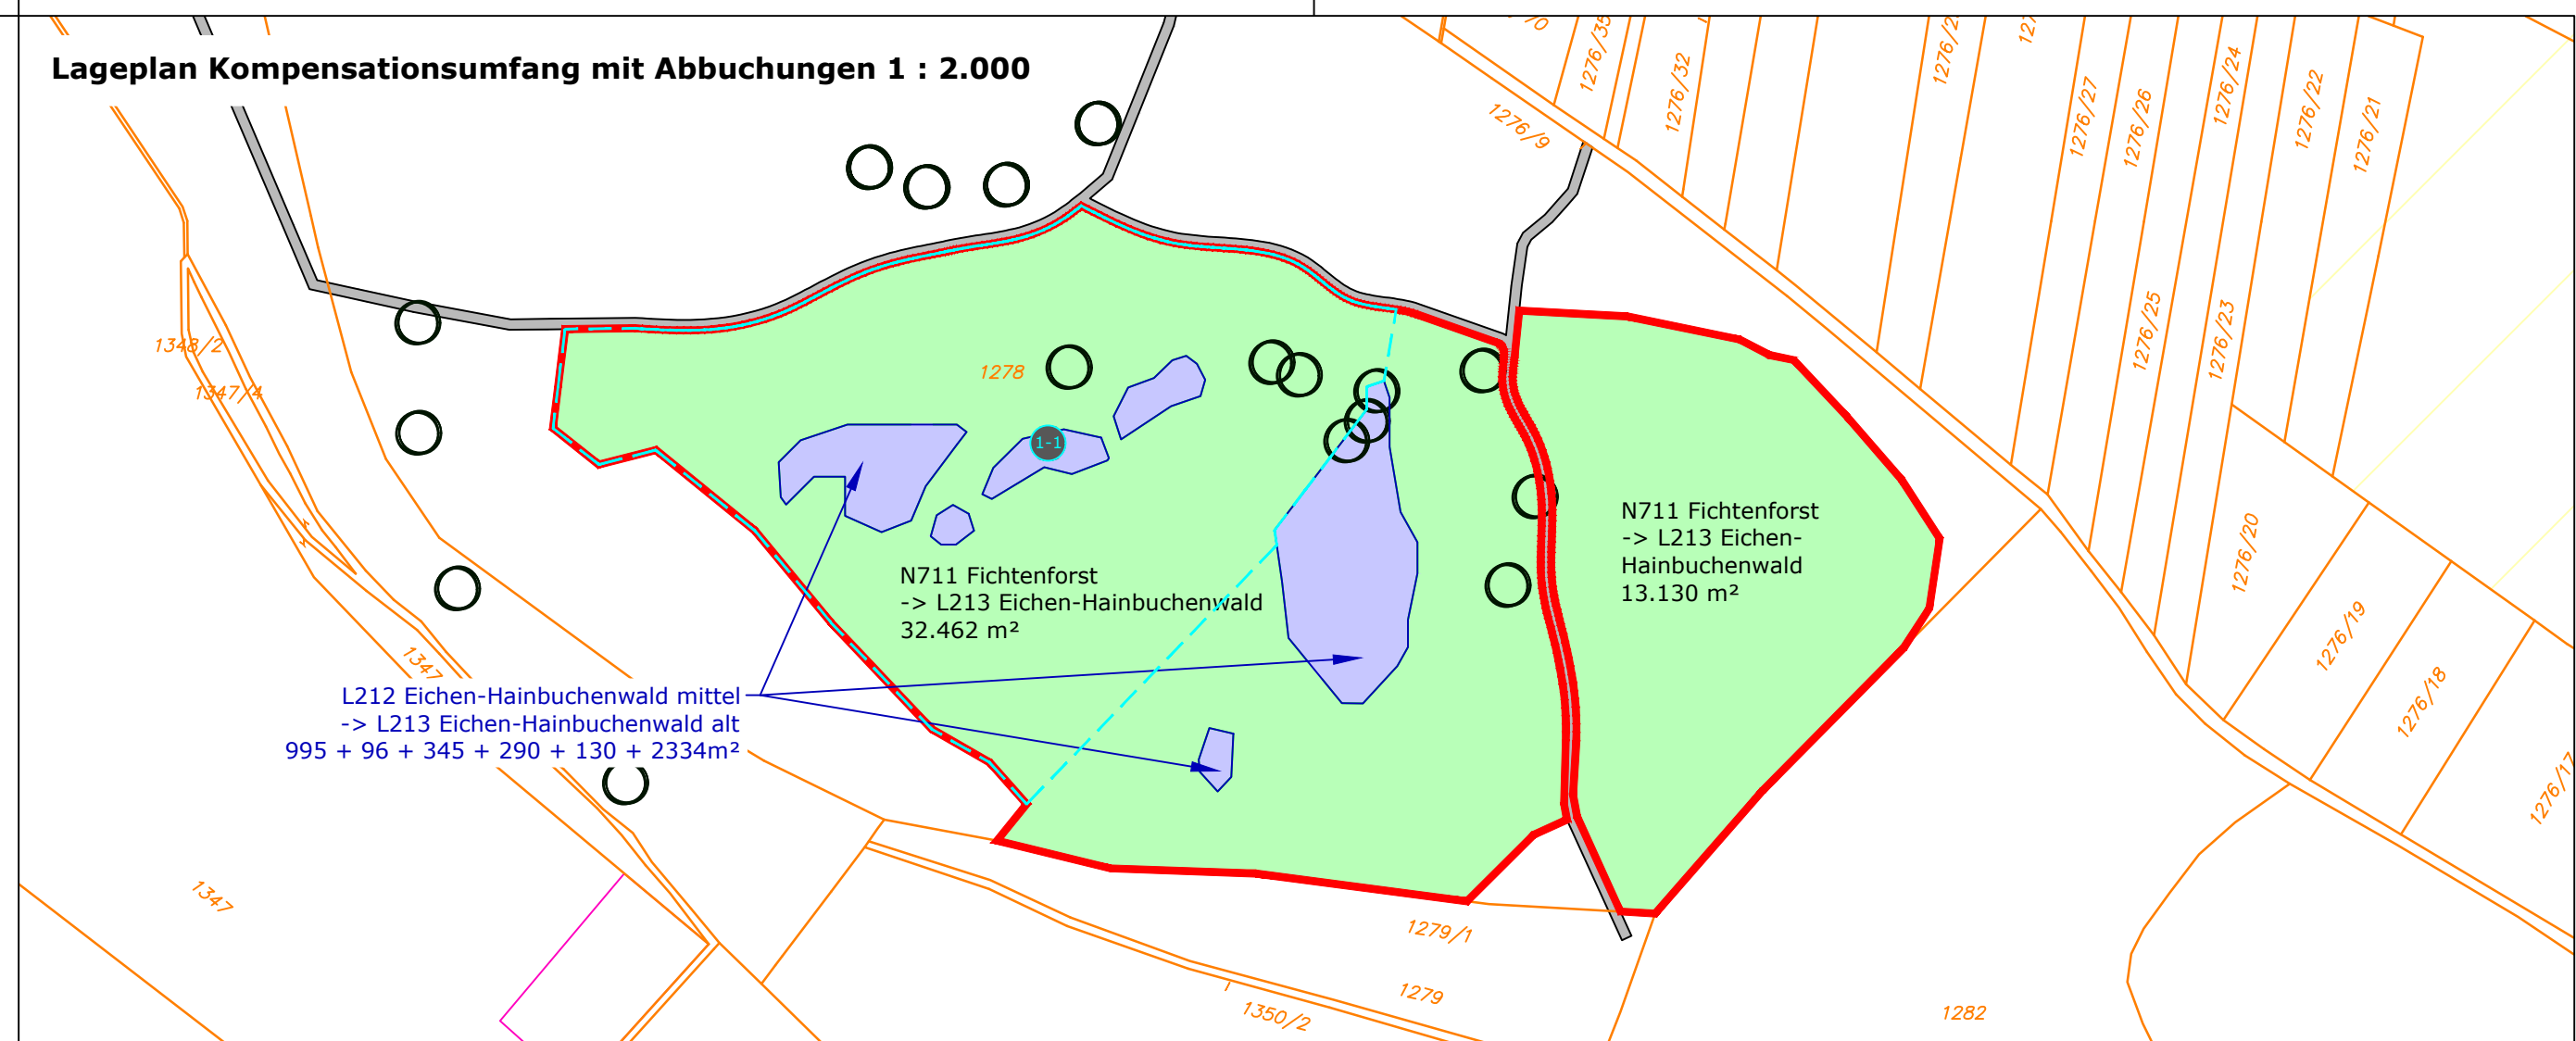 Lageplan Kompensationsumfang mit Abbuchungen 1 : 2.000
1276/35
1276/32
1276/9
1276/27
1276/26
1276/24
1276/22
1276/21
1276/25
1276/23
1276/20
1276/19
1276/18
1276/17
1348/2
1347/4
1278
1-1
N711 Fichtenforst
-> L213 Eichen-
Hainbuchenwald
13.130 m²
N711 Fichtenforst
-> L213 Eichen-Hainbuchenwald
32.462 m²
1347
L212 Eichen-Hainbuchenwald mittel
-> L213 Eichen-Hainbuchenwald alt
995 + 96 + 345 + 290 + 130 + 2334m²
1347
1279/1
1279
1350/2
1282